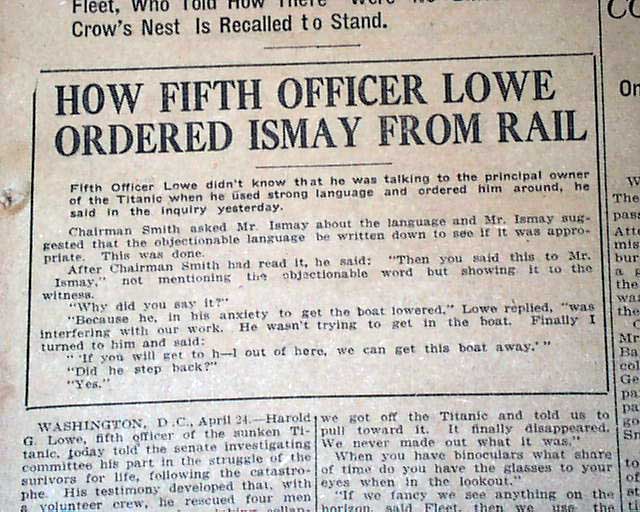 Fleet, Who Told How There
Crow's Nest Is Recalled to Stand.
HOW FIFTH OFFICER LOWE
ORDERED ISMAY FROM RAIL
Fifth Officer Lowe didn't know that he was talking to the principal owner
of the Titanic when he used strong language and ordered him around, he
said in the inquiry yesterday.
Chairman Smith asked Mr. Ismay about the language and Mr. Ismay sug-
gested that the objectionable language be written down to see if it was appro-
priate. This was done.
After Chairman Smith had read it, he said: "Then you said this to Mr.
Ismay," not mentioning the objectionable word but showing it to the
witness.
"Why did you say it?"
"Because he, in his anxiety to get the boat lowered," Lowe replied, "was
interfering with our work. He wasn't trying to get in the boat. Finally I
turned to him and said:
" 'If you will get to h—l out of here, we can get this boat away.' "
"Did he step back?"
"Yes."
WASHINGTON, D.C., April 24.—Harold
G. Lowe, fifth officer of the sunken Ti-
tanic, today told the senate investigating
committee his part in the struggle of the
surivors for life, following the catastro-
phe. His testimony developed that, with
a volunteer crew, he rescued four men
we got off the Titanic and told us to
pull toward it. It finally disappeared.
We never made out what it was."
When you have binoculars what share
of time do you have the glasses to your
eyes when in the lookout."
"If we fancy we see anything on the
horizon, said Fleet, then we use the